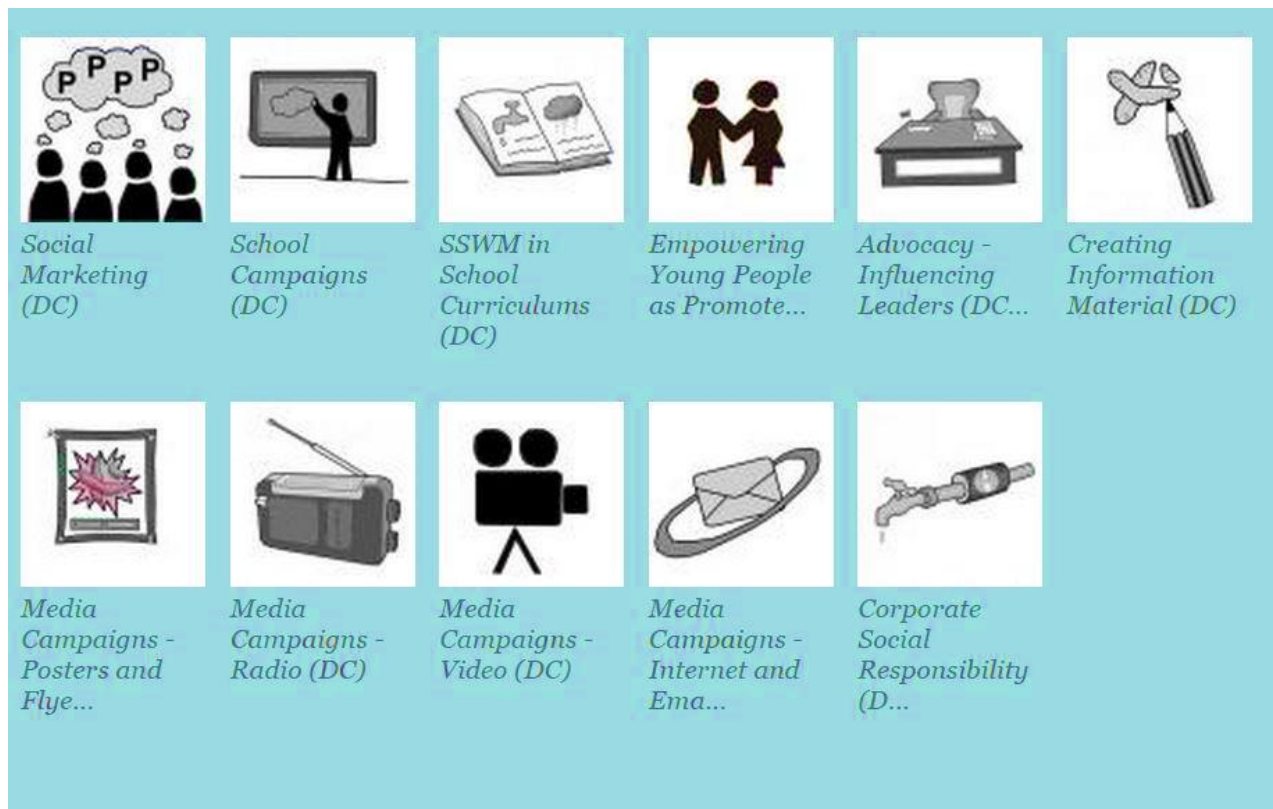 P P P P
Social
Marketing
(DC)
School
Campaigns
(DC)
SSWM in
School
Curriculums
(DC)
Empowering
Young People
as Promote...
Advocacy -
Influencing
Leaders (DC...
Creating
Information
Material (DC)
Media
Campaigns -
Posters and
Flye...
Media
Campaigns -
Radio (DC)
Media
Campaigns -
Video (DC)
Media
Campaigns -
Internet and
Ema...
Corporate
Social
Responsibility
(D...